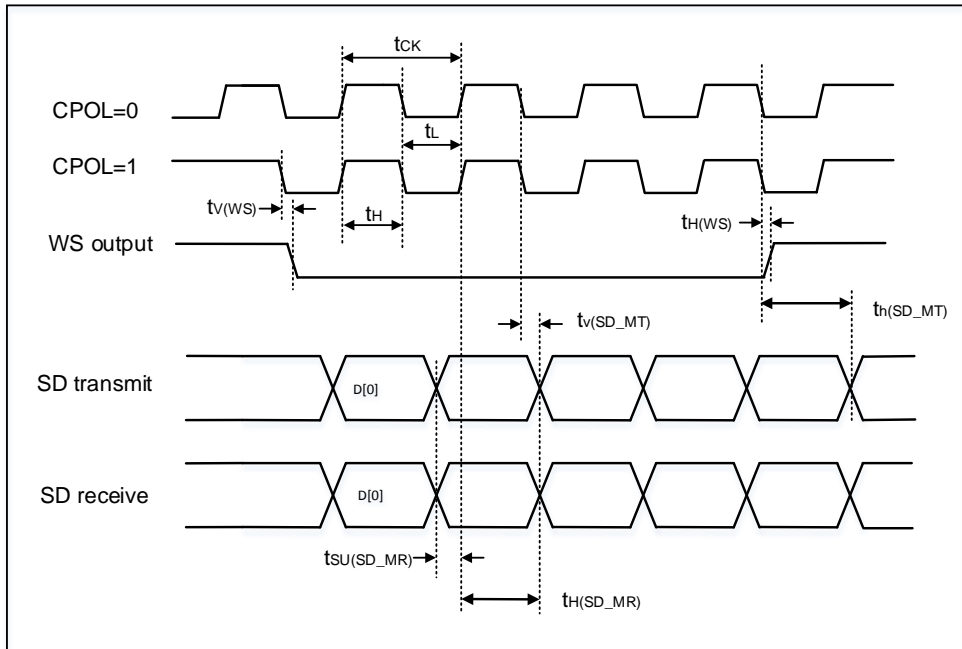 tCK
CPOL=0
tL
CPOL=1
tV(WS)
tH
tH(WS)
WS output
tv(SD_MT)
th(SD_MT)
SD transmit
D[0]
SD receive
D[0]
tSU(SD_MR)
tH(SD_MR)